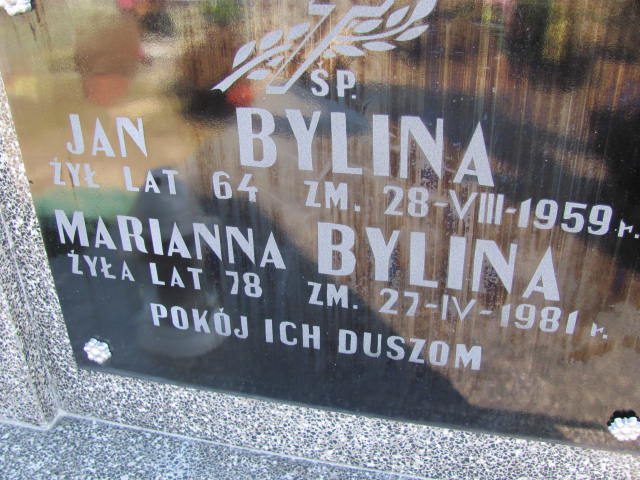 ŚP.
JAN BYLINA
ŻYŁ LAT 64 ZM. 28-VIII-1959 r.
MARIANNA BYLINA
ŻYŁA LAT 78 ZM. 27-IV-1981 r.
POKÓJ ICH DUSZOM